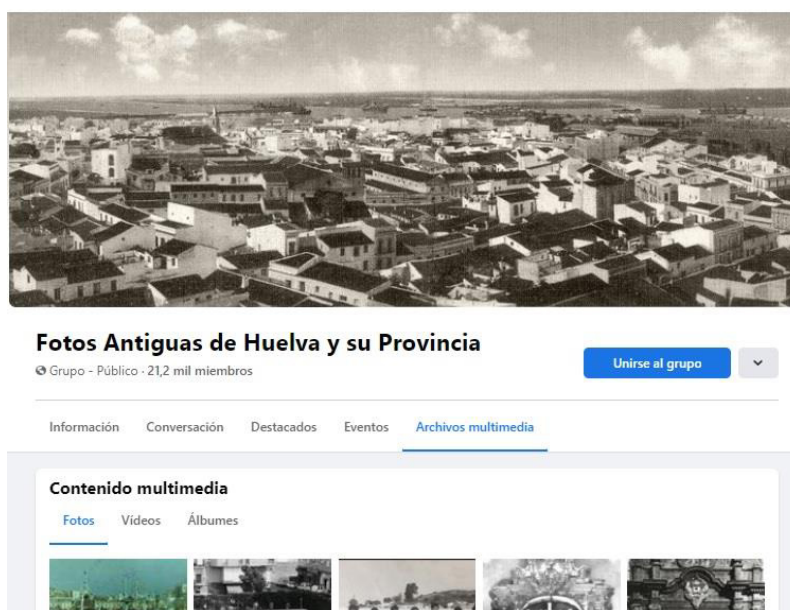 Fotos Antiguas de Huelva y su Provincia
Grupo - Público · 21,2 mil miembros
Unirse al grupo
Información Conversación Destacados Eventos Archivos multimedia
Contenido multimedia
Fotos Vídeos Álbumes